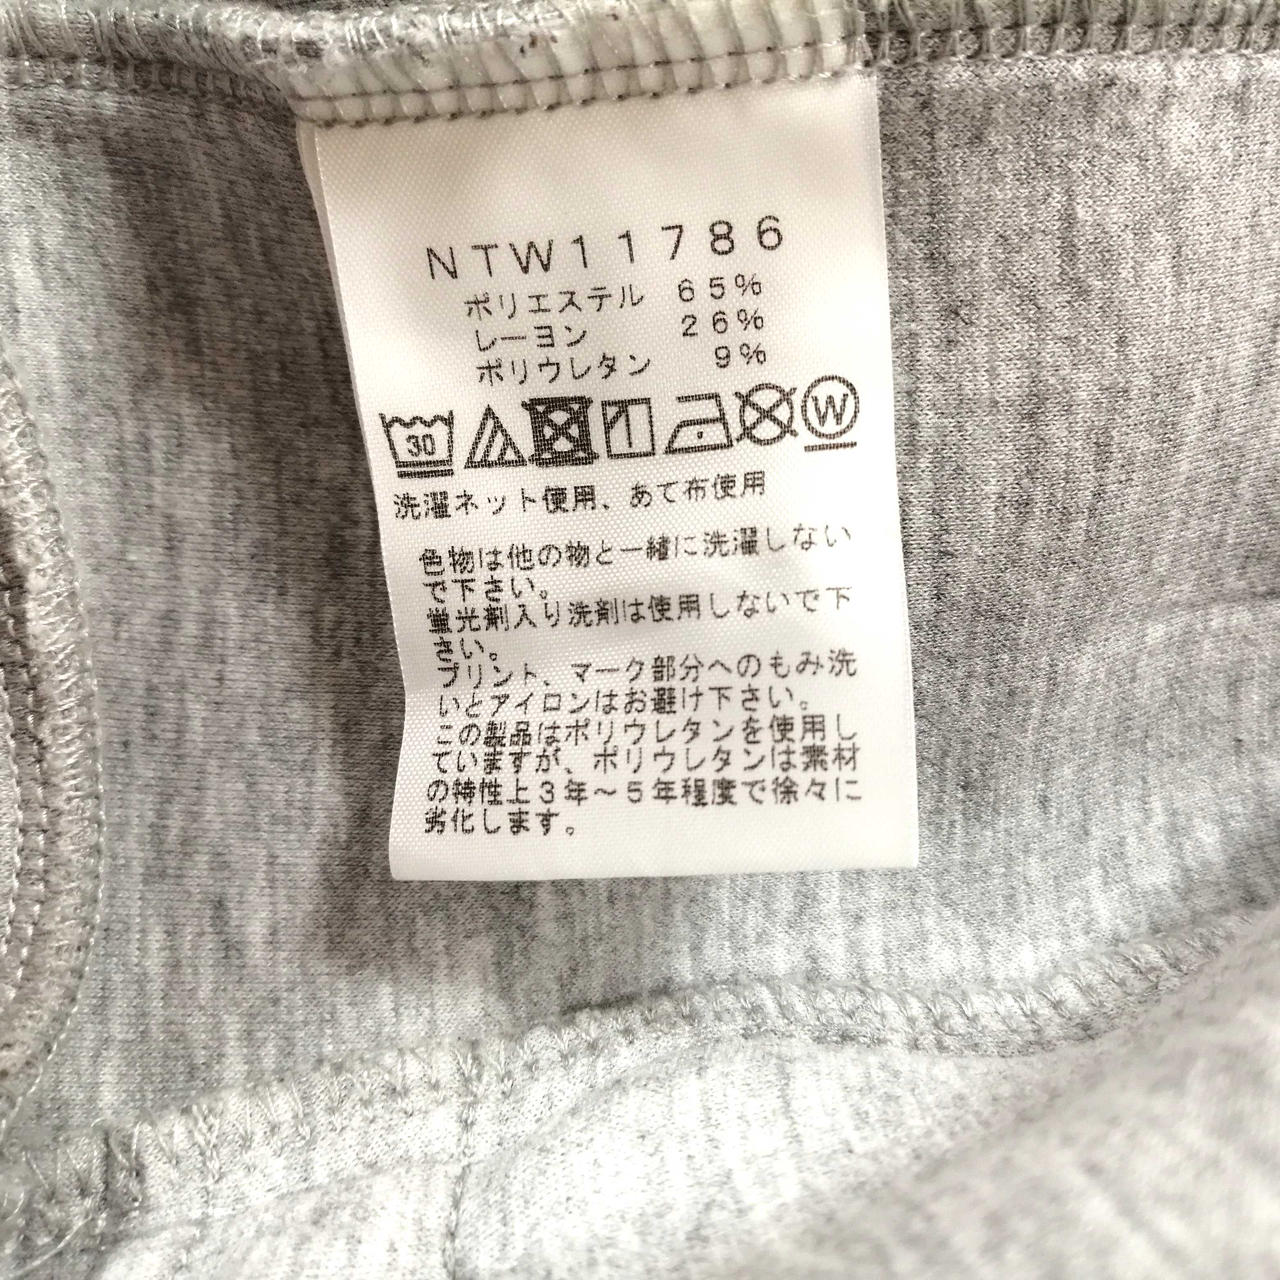 NTW11786
ポリエステル 65%
レーヨン 26%
ポリウレタン 9%
30 W
洗濯ネット使用、あて布使用
色物は他の物と一緒に洗濯しない
で下さい。
蛍光剤入り洗剤は使用しないで下
さい。
プリント、マーク部分へのもみ洗
いとアイロンはお避け下さい。
この製品はポリウレタンを使用し
ていますが、ポリウレタンは素材
の特性上3年～5年程度で徐々に
劣化します。